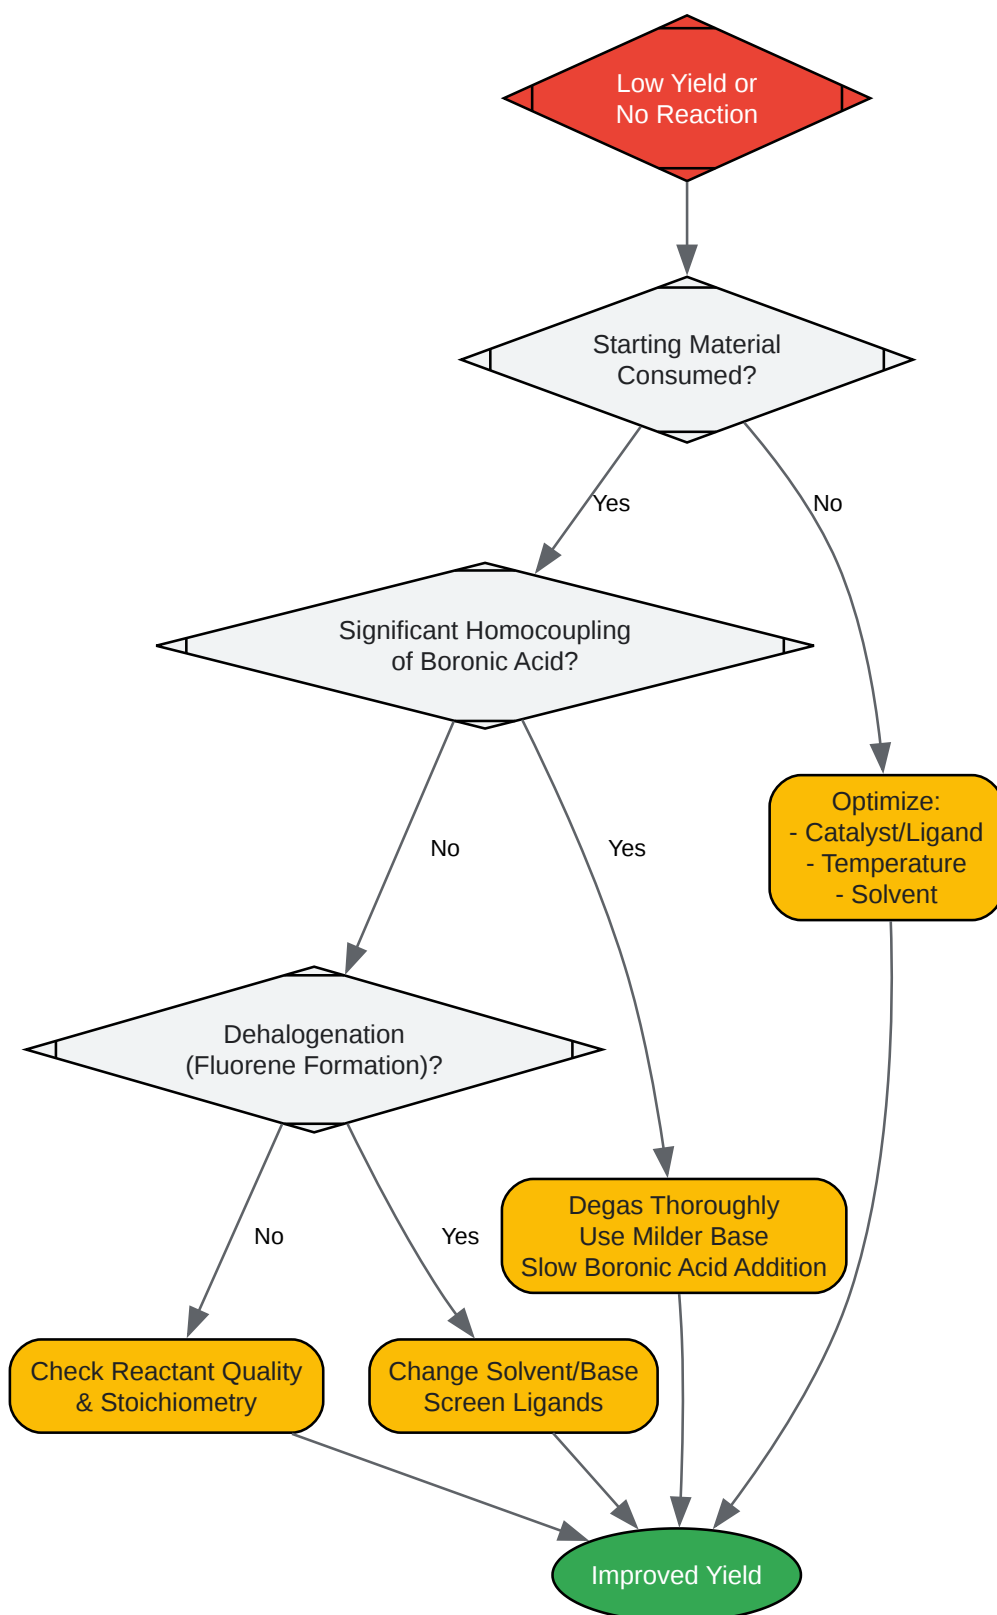 Low Yield or
No Reaction
Starting Material
Consumed?
Yes
No
Significant Homocoupling
of Boronic Acid?
Optimize:
- Catalyst/Ligand
- Temperature
- Solvent
No
Yes
Dehalogenation
(Fluorene Formation)?
Degas Thoroughly
Use Milder Base
Slow Boronic Acid Addition
No
Yes
Check Reactant Quality
& Stoichiometry
Change Solvent/Base
Screen Ligands
Improved Yield